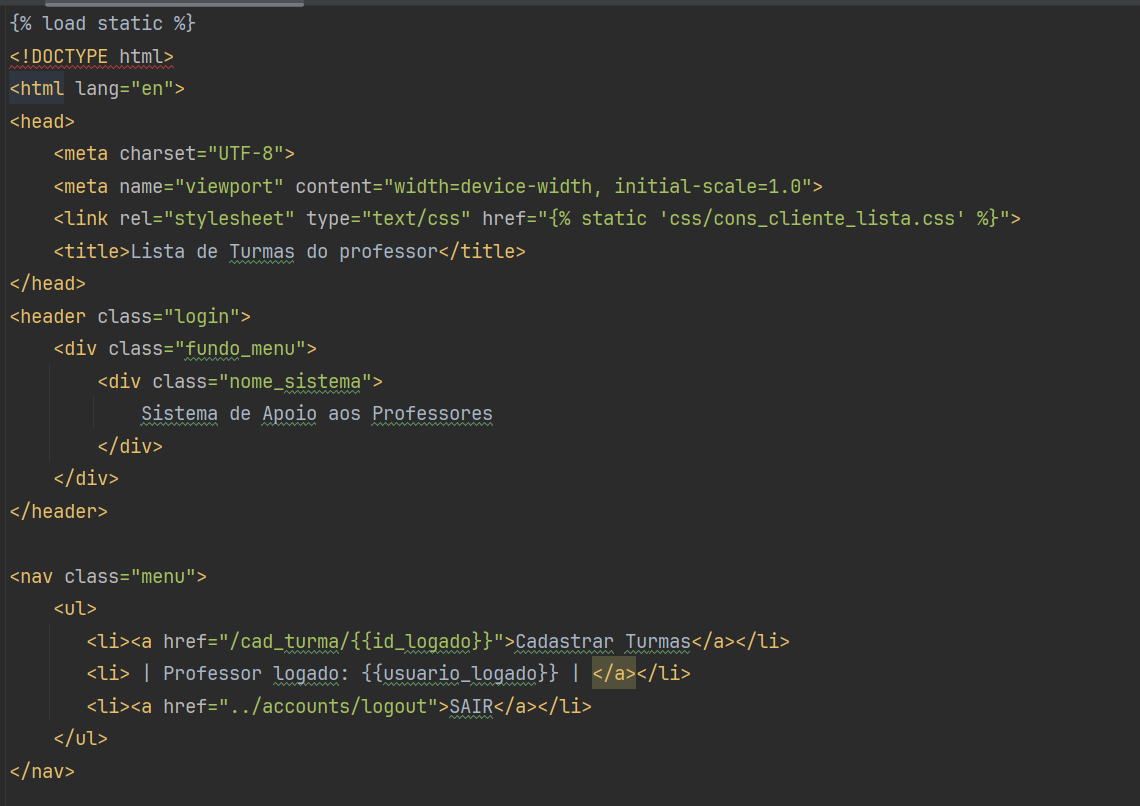 {% load static %}
<!DOCTYPE html>
<html lang="en">
<head>
    <meta charset="UTF-8">
    <meta name="viewport" content="width=device-width, initial-scale=1.0">
    <link rel="stylesheet" type="text/css" href="{% static 'css/cons_cliente_lista.css' %}">
    <title>Lista de Turmas do professor</title>
</head>
<header class="login">
    <div class="fundo_menu">
        <div class="nome_sistema">
            Sistema de Apoio aos Professores
        </div>
    </div>
</header>

<nav class="menu">
    <ul>
       <li><a href="/cad_turma/{{id_logado}}">Cadastrar Turmas</a></li>
       <li> | Professor logado: {{usuario_logado}} | </a></li>
       <li><a href="../accounts/logout">SAIR</a></li>
    </ul>
</nav>